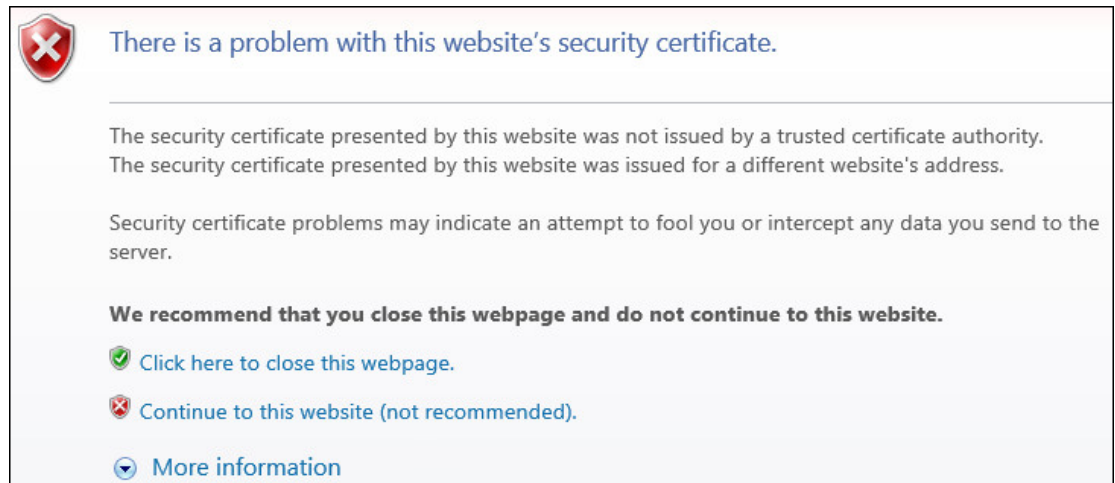 There is a problem with this website’s security certificate.
The security certificate presented by this website was not issued by a trusted certificate authority.
The security certificate presented by this website was issued for a different website's address.
Security certificate problems may indicate an attempt to fool you or intercept any data you send to the
server.
We recommend that you close this webpage and do not continue to this website.
Click here to close this webpage.
Continue to this website (not recommended).
More information